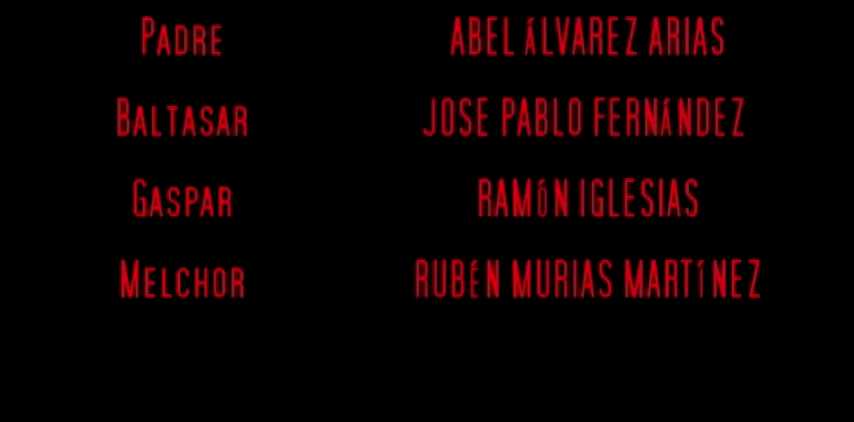 Padre ABEL ÁLVAREZ ARIAS
Baltasar JOSE PABLO FERNÁNDEZ
Gaspar RAMÓN IGLESIAS
Melchor RUBÉN MURIAS MARTÍNEZ